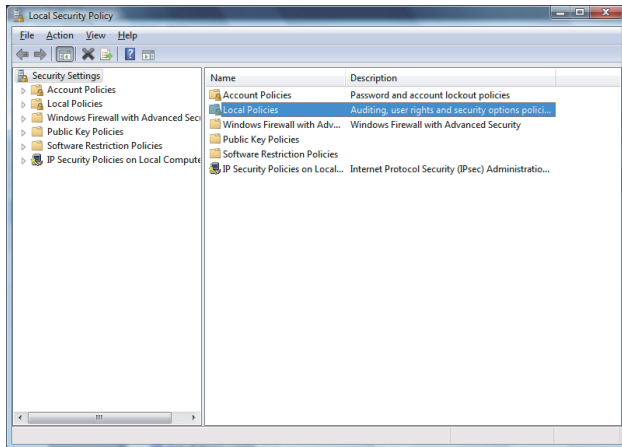 Local Security Policy
File Action View Help
Security Settings
Account Policies
Local Policies
Windows Firewall with Advanced Secu
Public Key Policies
Software Restriction Policies
IP Security Policies on Local Compute
Name Description
Account Policies Password and account lockout policies
Local Policies Auditing, user rights and security options polici...
Windows Firewall with Adv... Windows Firewall with Advanced Security
Public Key Policies
Software Restriction Policies
IP Security Policies on Local... Internet Protocol Security (IPsec) Administratio...